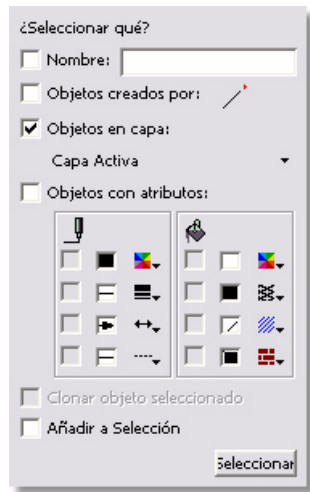 ¿Seleccionar qué?
Nombre:
Objetos creados por:
Objetos en capa:
Capa Activa
Objetos con atributos:
Clonar objeto seleccionado
Añadir a Selección
Seleccionar